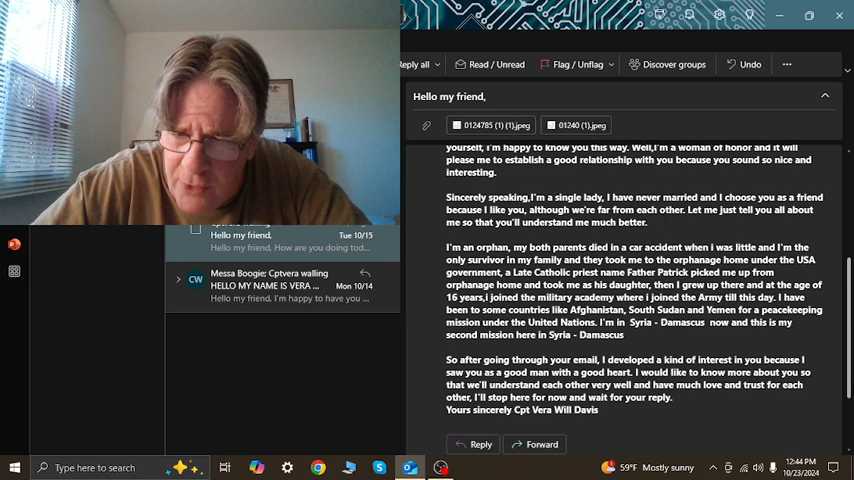 Reply all
Read / Unread
Flag / Unflag
Discover groups
Undo
Hello my friend,
0124785 (1) (1).jpeg
01240 (1).jpeg
yourself, I'm happy to know you this way. Well,I'm a woman of honor and it will
please me to establish a good relationship with you because you sound so nice and
interesting.
Sincerely speaking,I'm a single lady, I have never married and I choose you as a friend
because I like you, although we're far from each other. Let me just tell you all about
me so that you'll understand me much better.
I'm an orphan, my both parents died in a car accident when i was little and I'm the
only survivor in my family and they took me to the orphanage home under the USA
government, a Late Catholic priest name Father Patrick picked me up from
orphanage home and took me as his daughter, then I grew up there and at the age of
16 years,i joined the military academy where i joined the Army till this day. I have
been to some countries like Afghanistan, South Sudan and Yemen for a peacekeeping
mission under the United Nations. I'm in Syria - Damascus now and this is my
second mission here in Syria - Damascus
So after going through your email, I developed a kind of interest in you because I
saw you as a good man with a good heart. I would like to know more about you so
that we'll understand each other very well and have much love and trust for each
other, I'll stop here for now and wait for your reply.
Yours sincerely Cpt Vera Will Davis
Reply
Forward
Hello my friend,
Tue 10/15
Hello my friend, How are you doing tod...
CW
Messa Boogie; Cptvera walling
HELLO MY NAME IS VERA ...
Mon 10/14
Hello my friend, I'm happy to have you ...
Type here to search
59°F Mostly sunny
12:44 PM
10/23/2024